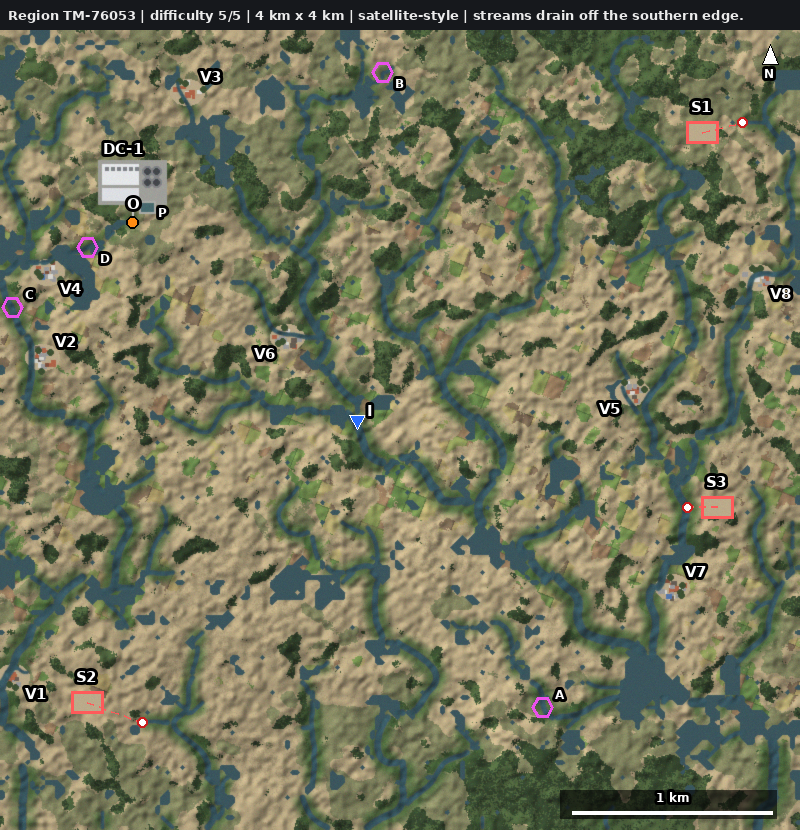 Region TM-76053 | difficulty 5/5 | 4 km x 4 km | satellite-style | streams drain off the southern edge.
N
V3
B
S1
DC-1
O
P
D
V4
C
V8
V2
V6
I
V5
S3
V7
S2
V1
A
1 km